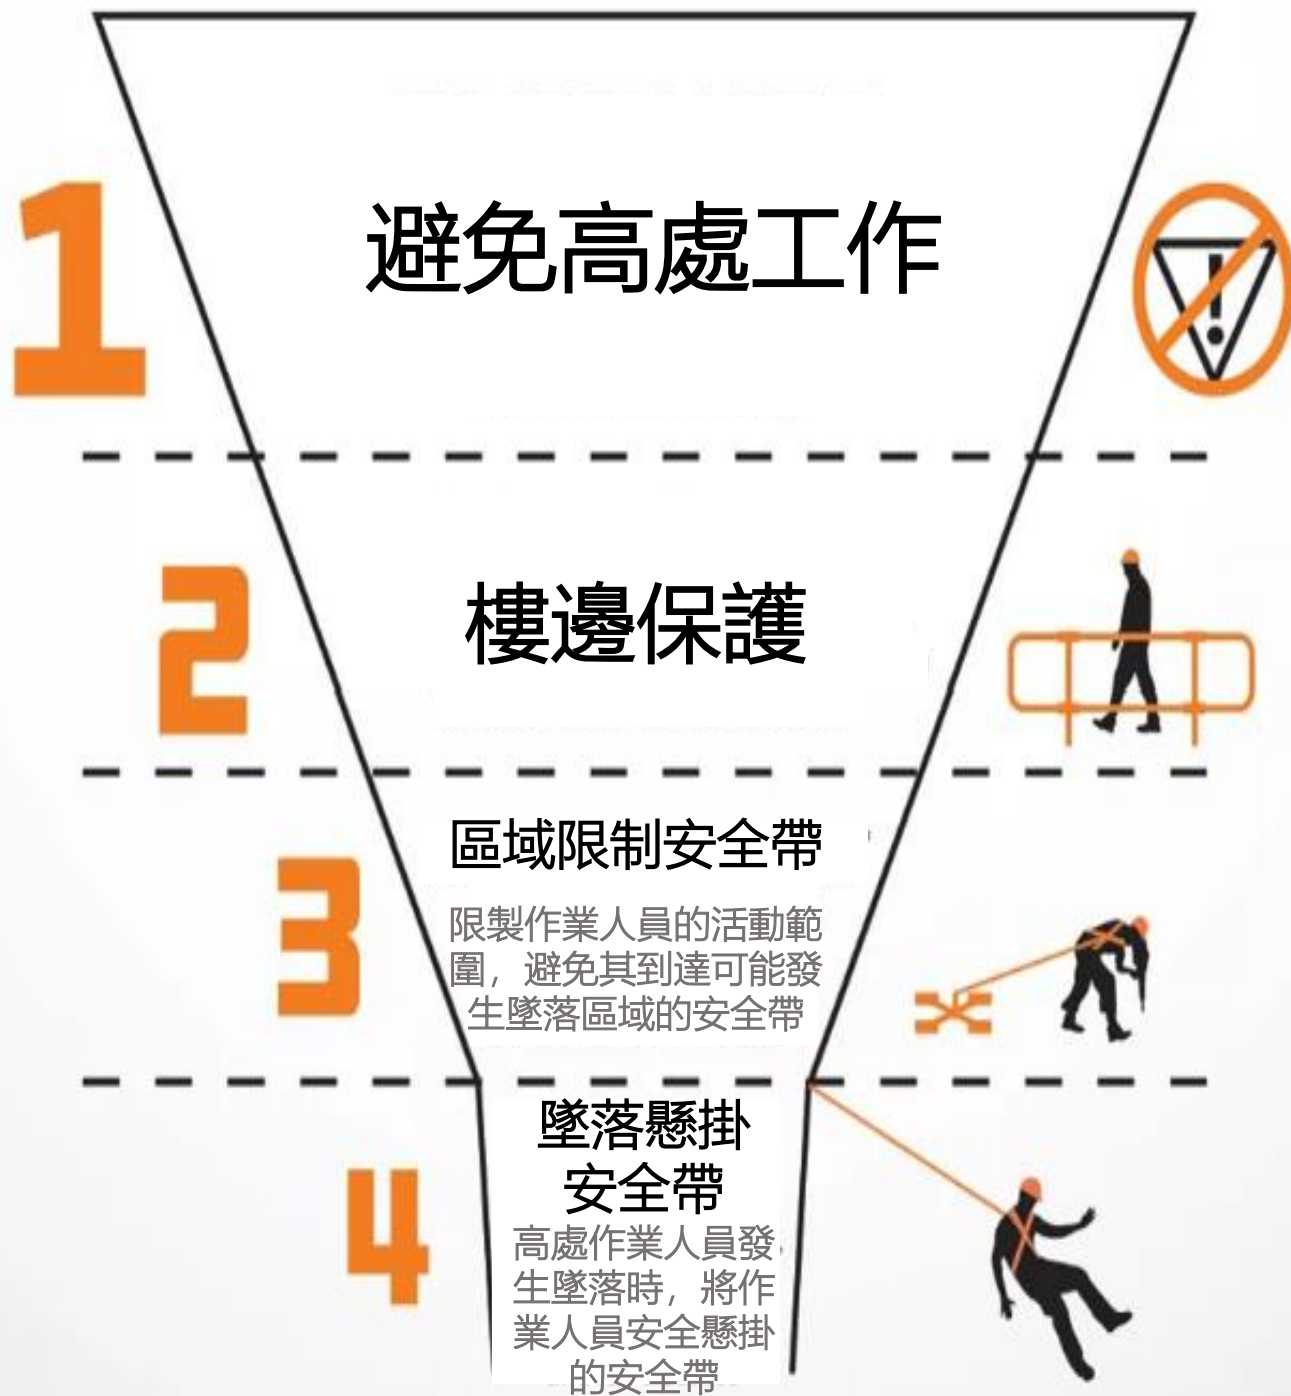 1
避免高處工作
!
2
樓邊保護
3
區域限制安全帶
限製作業人員的活動範
圍，避免其到達可能發
生墜落區域的安全帶
4
墜落懸掛
安全帶
高處作業人員發
生墜落時，將作
業人員安全懸掛
的安全帶